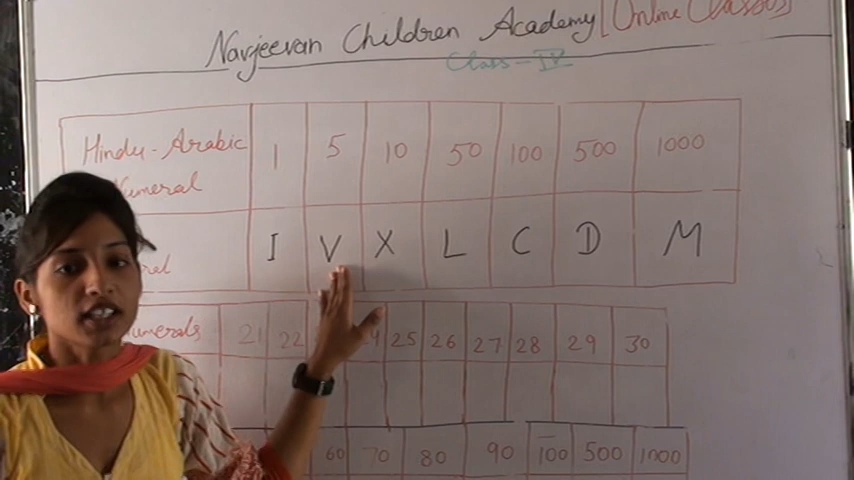 Navjeevan Children Academy [Online Classes]
Class - IV
Hindu-Arabic Numeral 1 5 10 50 100 500 1000
I V X L C D M
21 22 25 26 27 28 29 30
60 70 80 90 100 500 1000